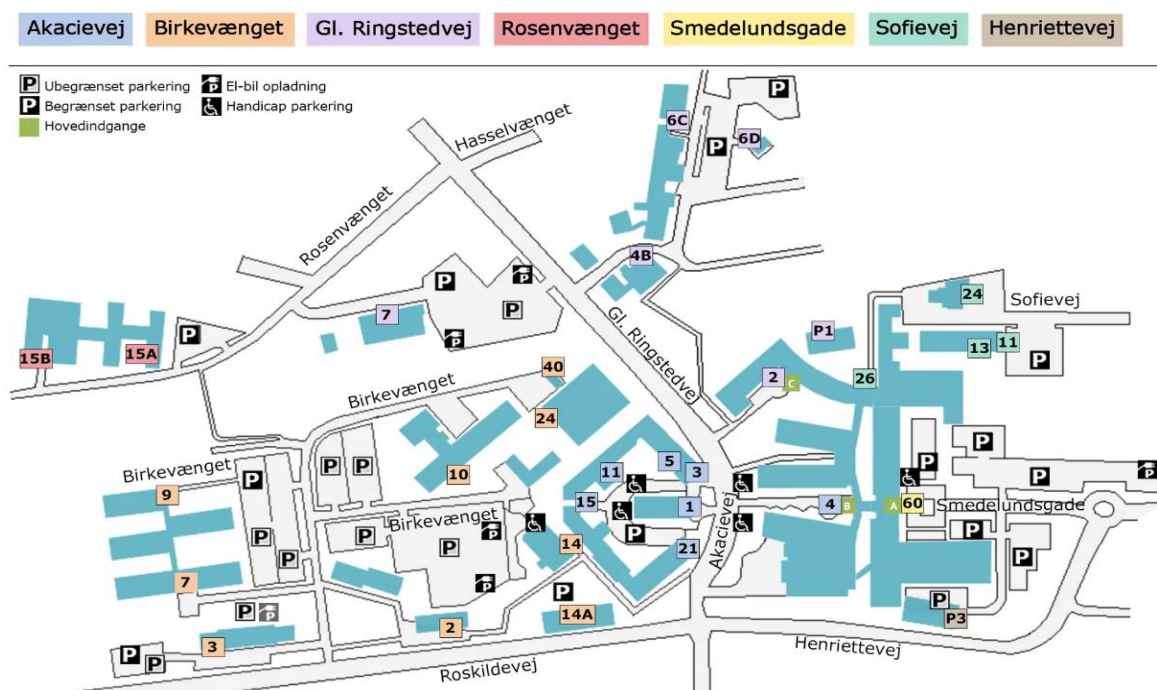 Akacievej Birkevænget Gl. Ringstedvej Rosenvænget Smedelundsgade Sofievej Henriettevej
P Ubegrænset parkering P El-bil opladning
P Begrænset parkering Handicap parkering
Hovedindgange
Hasselvænget
6C
6D
P
P
Rosenvænget
4B
P
P
P
P
7
Gl. Ringstedvej
24
Sofievej
P1
13
11
P
15B
15A
P
2
C
26
40
Birkevænget
24
10
11
5
3
P
P
P
P
Birkevænget
9
P
P
P
15
1
4
B
A
60
Smedelundsgade
Birkevænget
P
P
P
P
P
P
14
P
21
Akacievej
P
P
7
P
P
P
P
14A
2
3
P
P
P
P3
Henriettevej
Roskildevej